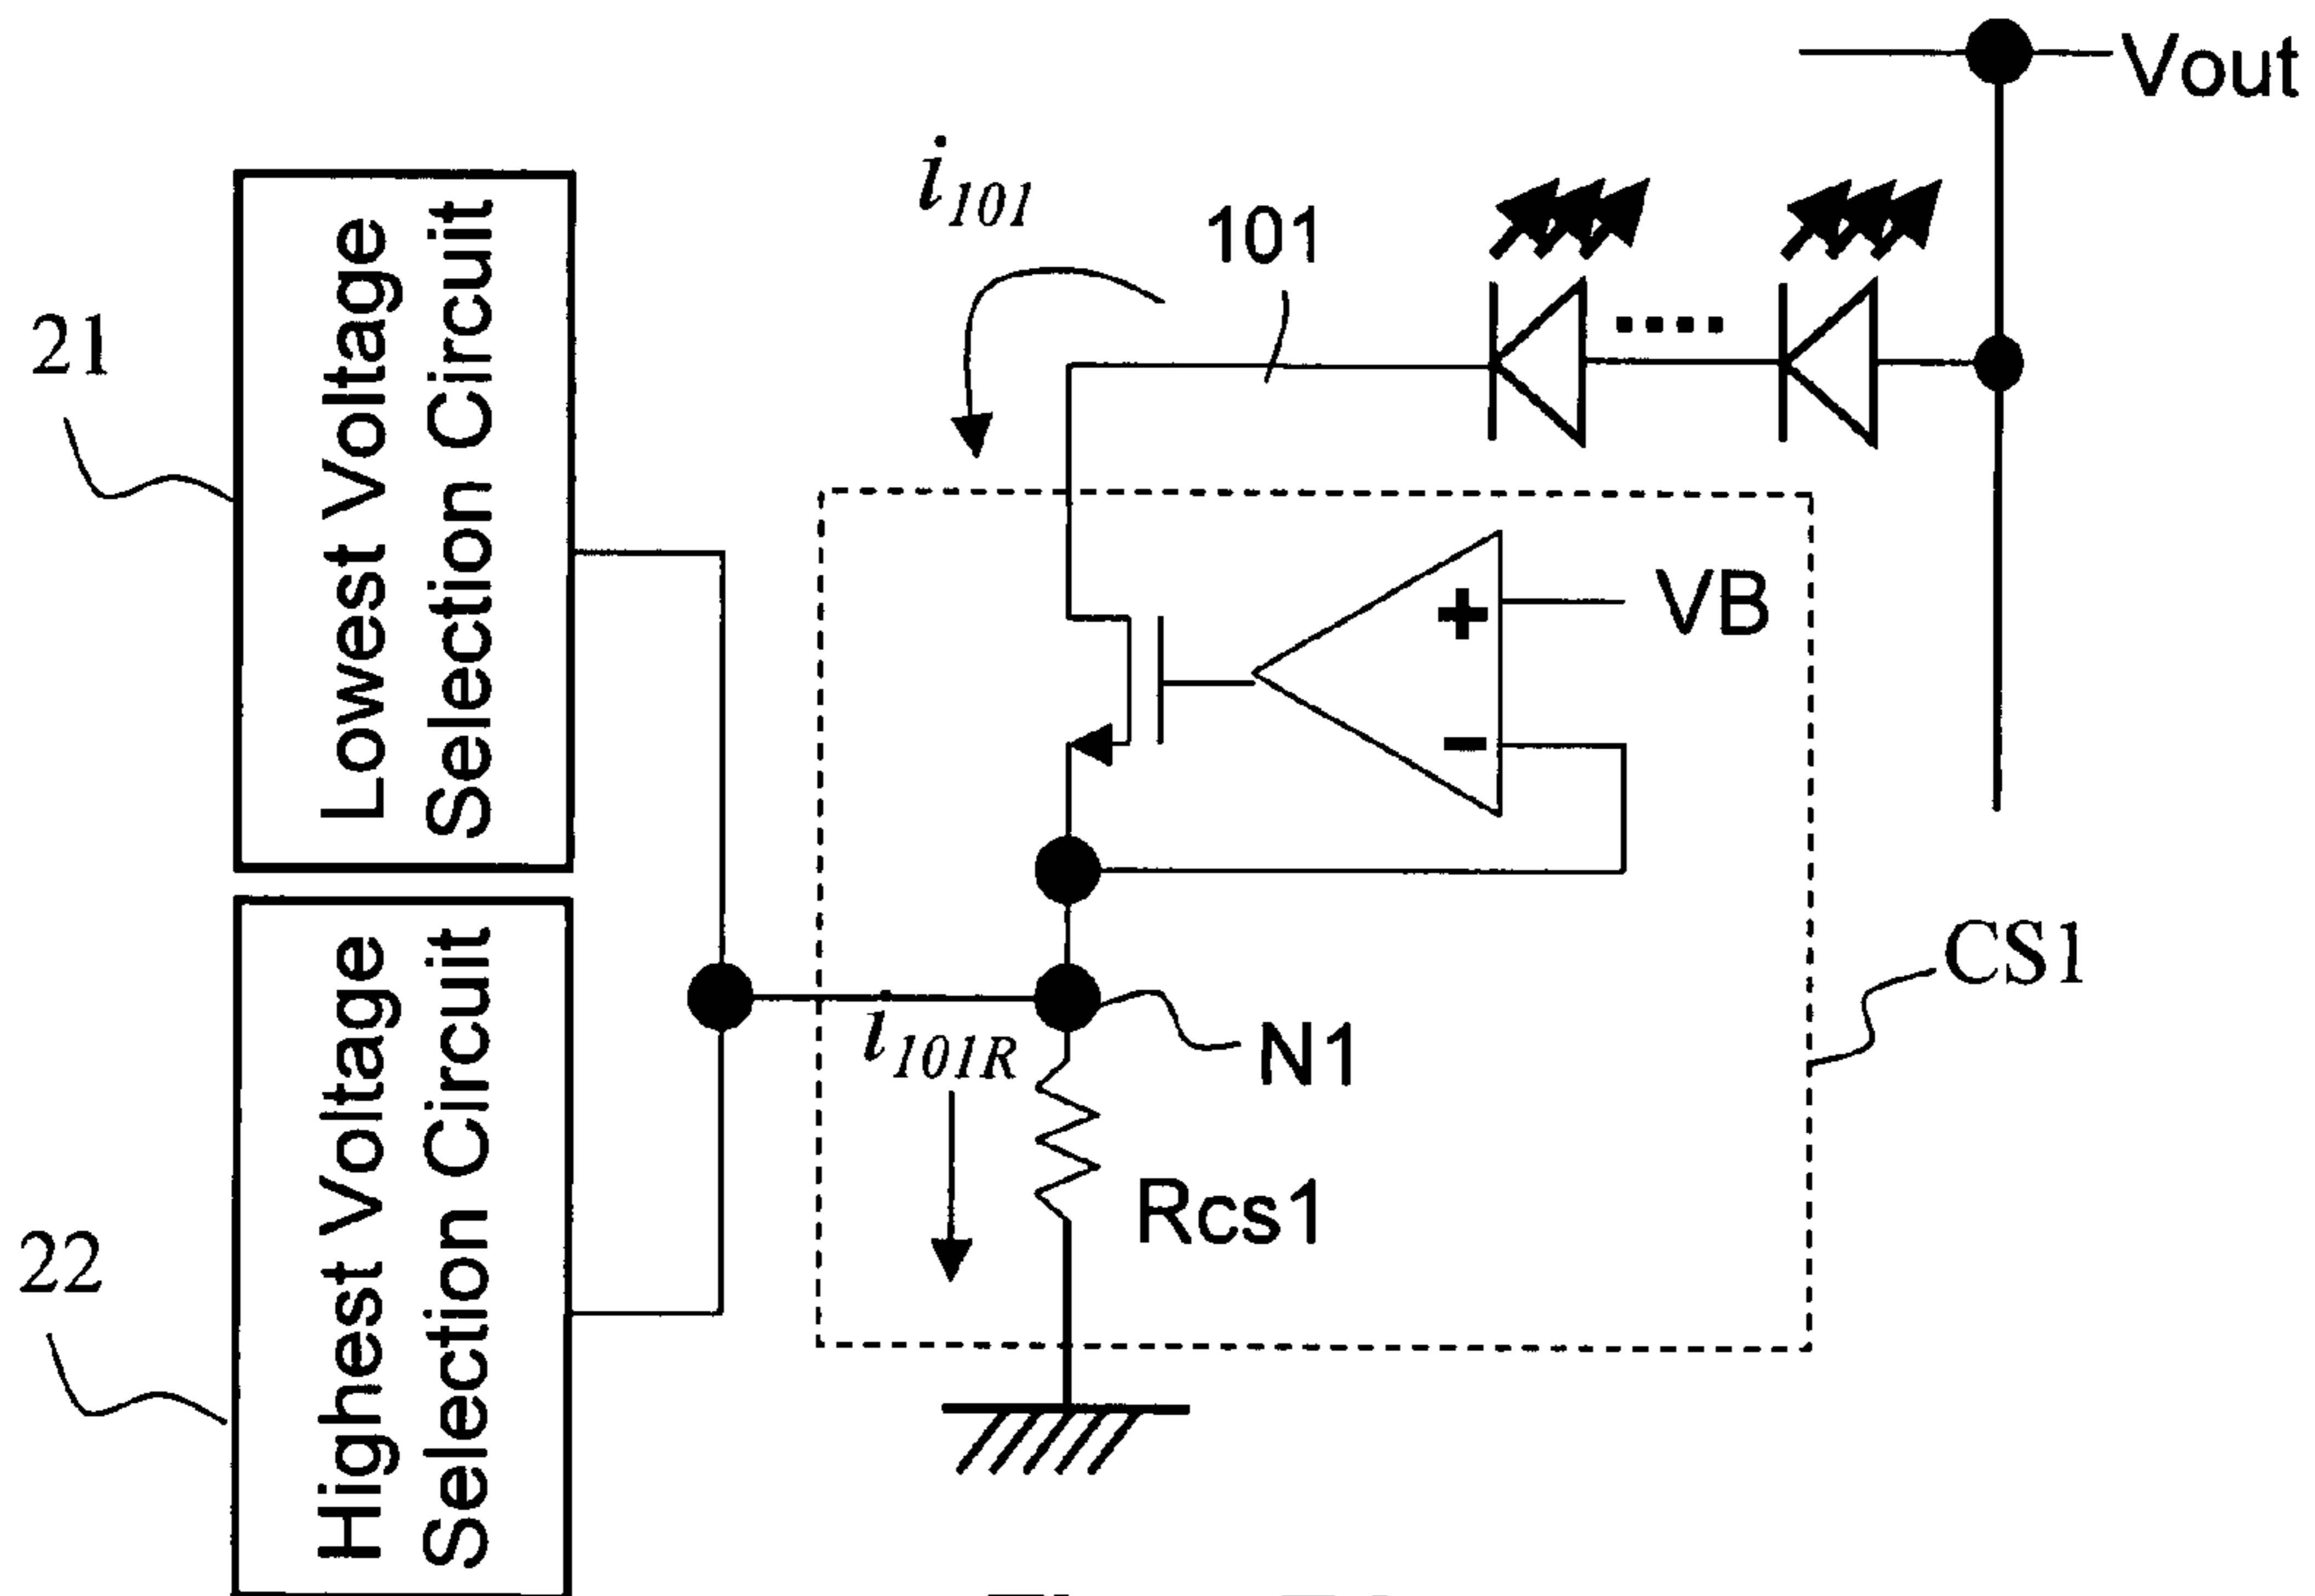 Vout
i101
101
21
Lowest Voltage
Selection Circuit
+
VB
-
CS1
i101R
N1
Rcs1
22
Highest Voltage
Selection Circuit